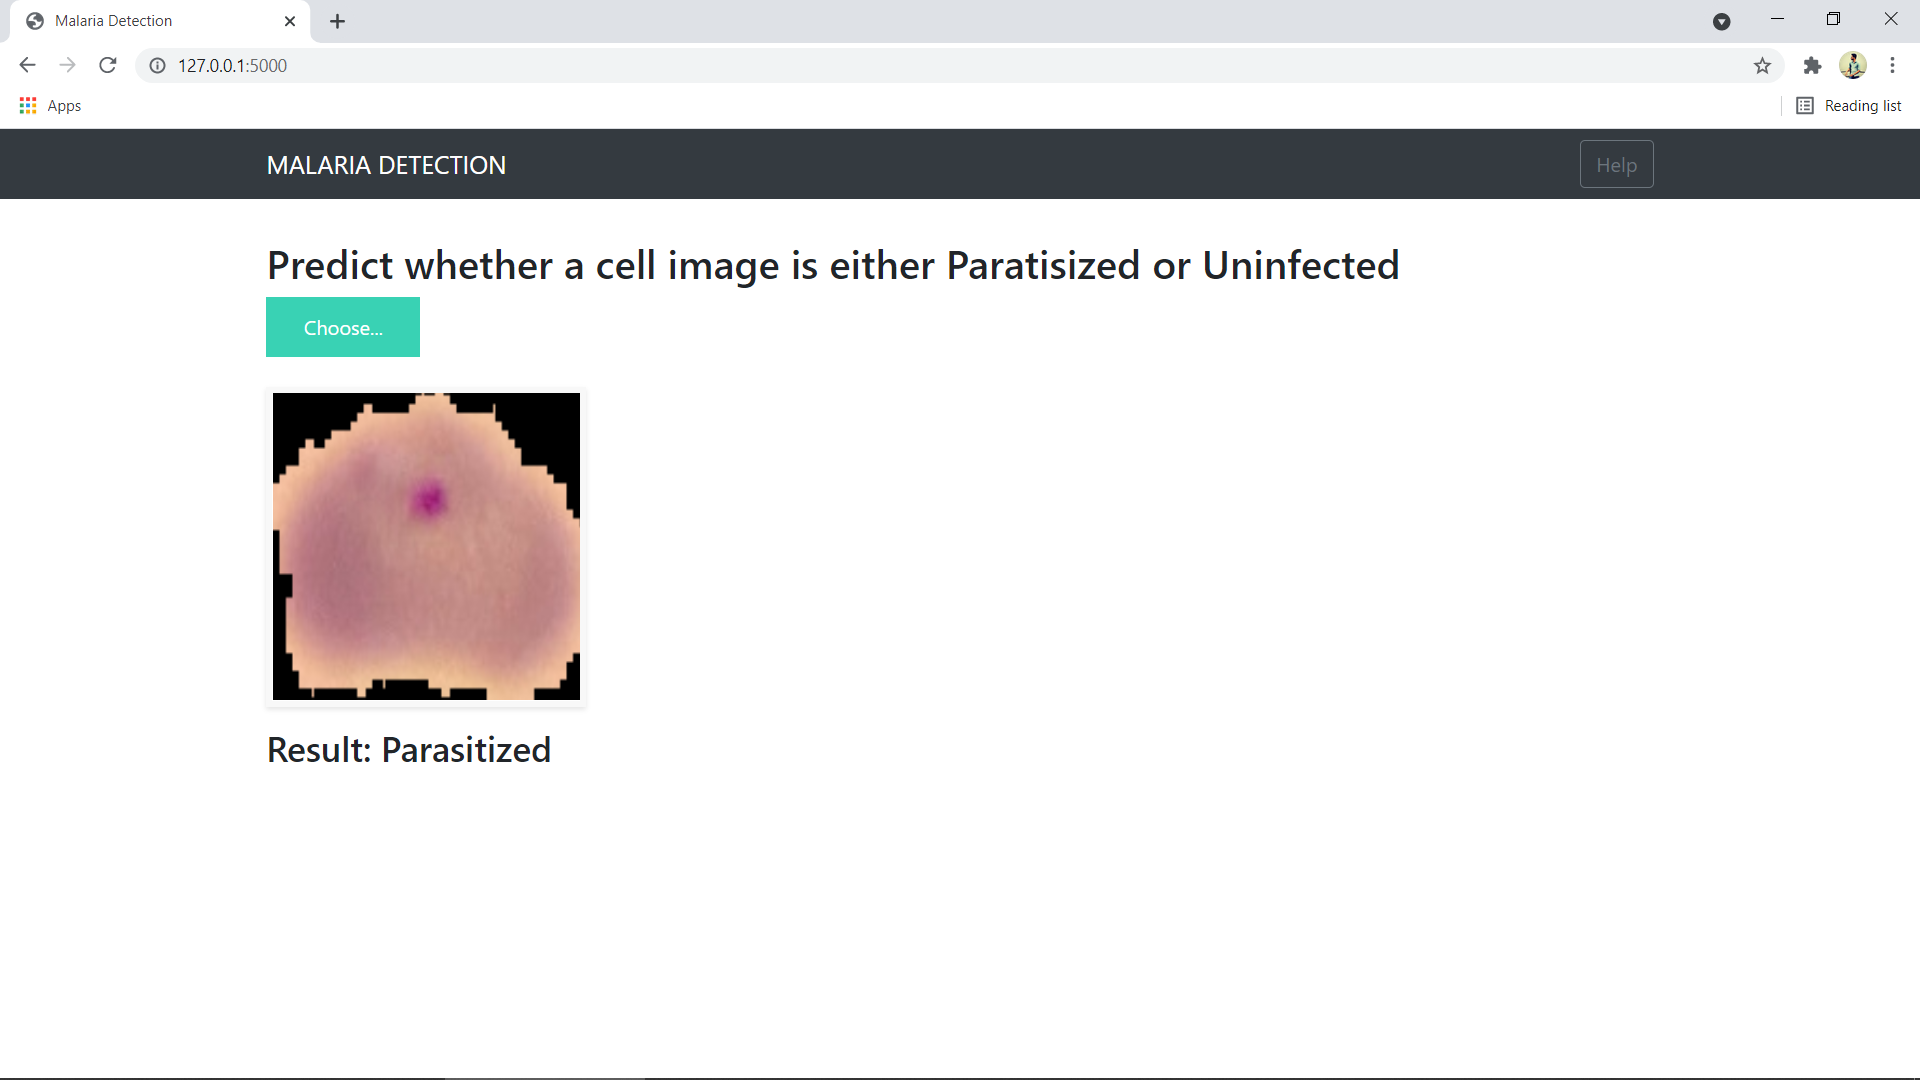 Malaria Detection
127.0.0.1:5000
Apps
Reading list
MALARIA DETECTION
Help
Predict whether a cell image is either Paratisized or Uninfected
Choose...
Result: Parasitized